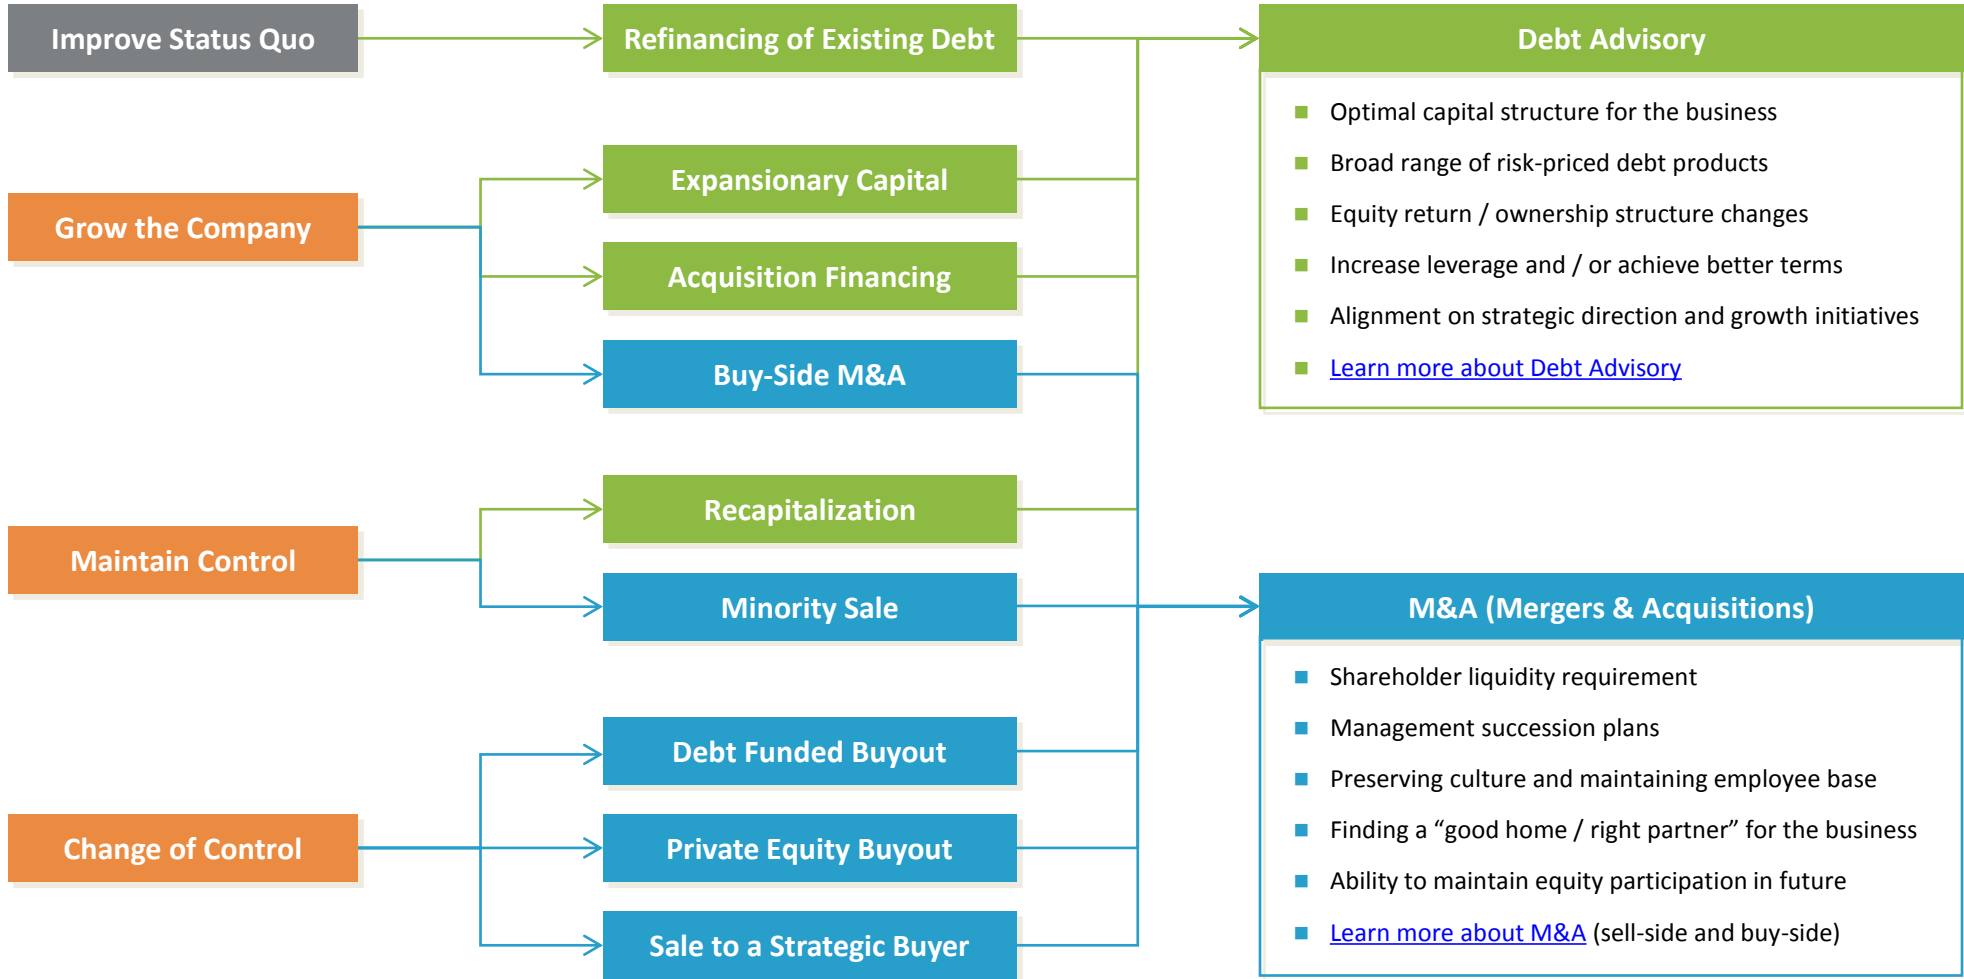 Improve Status Quo
Refinancing of Existing Debt
Debt Advisory
Optimal capital structure for the business
Broad range of risk-priced debt products
Equity return / ownership structure changes
Increase leverage and / or achieve better terms
Alignment on strategic direction and growth initiatives
Learn more about Debt Advisory
Grow the Company
Expansionary Capital
Acquisition Financing
Buy-Side M&A
Maintain Control
Recapitalization
Minority Sale
M&A (Mergers & Acquisitions)
Shareholder liquidity requirement
Management succession plans
Preserving culture and maintaining employee base
Finding a “good home / right partner” for the business
Ability to maintain equity participation in future
Learn more about M&A (sell-side and buy-side)
Change of Control
Debt Funded Buyout
Private Equity Buyout
Sale to a Strategic Buyer